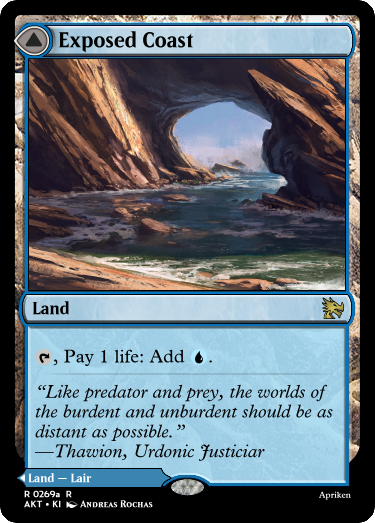 Exposed Coast
Land
, Pay 1 life: Add .
“Like predator and prey, the worlds of
the burdent and unburdent should be as
distant as possible.”
—Thawion, Urdonic Justiciar
Land — Lair
R 0269a R
AKT • KI Andreas Rochas
Apriken